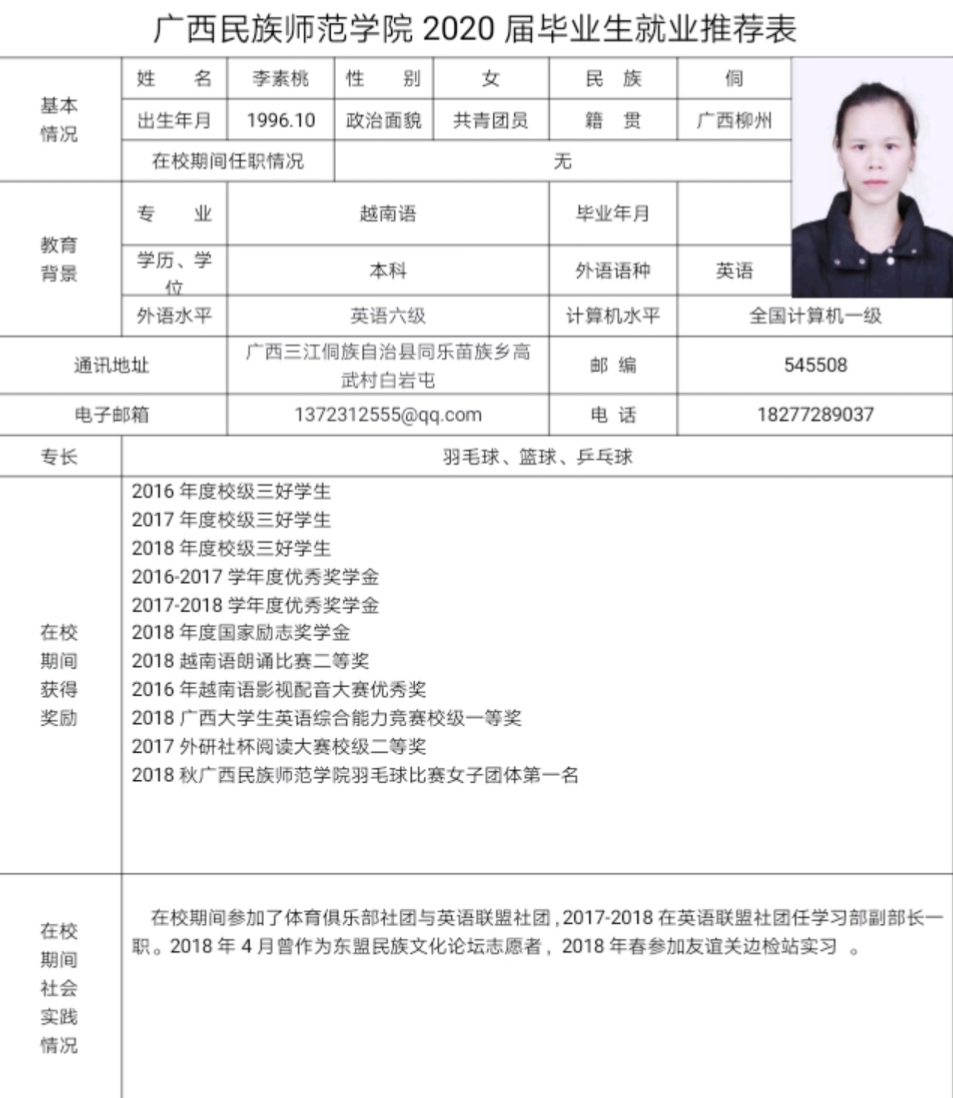 广西民族师范学院 2020 届毕业生就业推荐表
基本
情况
姓 名 李素桃 性 别 女 民 族 侗
出生年月 1996.10 政治面貌 共青团员 籍 贯 广西柳州
在校期间任职情况 无
教育
背景
专 业 越南语 毕业年月
学历、学
位
本科 外语语种 英语
外语水平 英语六级 计算机水平 全国计算机一级
通讯地址
广西三江侗族自治县同乐苗族乡高
武村白岩屯
邮 编 545508
电子邮箱 1372312555@qq.com 电 话 18277289037
专长 羽毛球、篮球、乒乓球
在校
期间
获得
奖励
2016 年度校级三好学生
2017 年度校级三好学生
2018 年度校级三好学生
2016-2017 学年度优秀奖学金
2017-2018 学年度优秀奖学金
2018 年度国家励志奖学金
2018 越南语朗诵比赛二等奖
2016 年越南语影视配音大赛优秀奖
2018 广西大学生英语综合能力竞赛校级一等奖
2017 外研社杯阅读大赛校级二等奖
2018 秋广西民族师范学院羽毛球比赛女子团体第一名
在校
期间
社会
实践
情况
在校期间参加了体育俱乐部社团与英语联盟社团,2017-2018 在英语联盟社团任学习部副部长一
职。2018 年 4 月曾作为东盟民族文化论坛志愿者, 2018 年春参加友谊关边检站实习 。